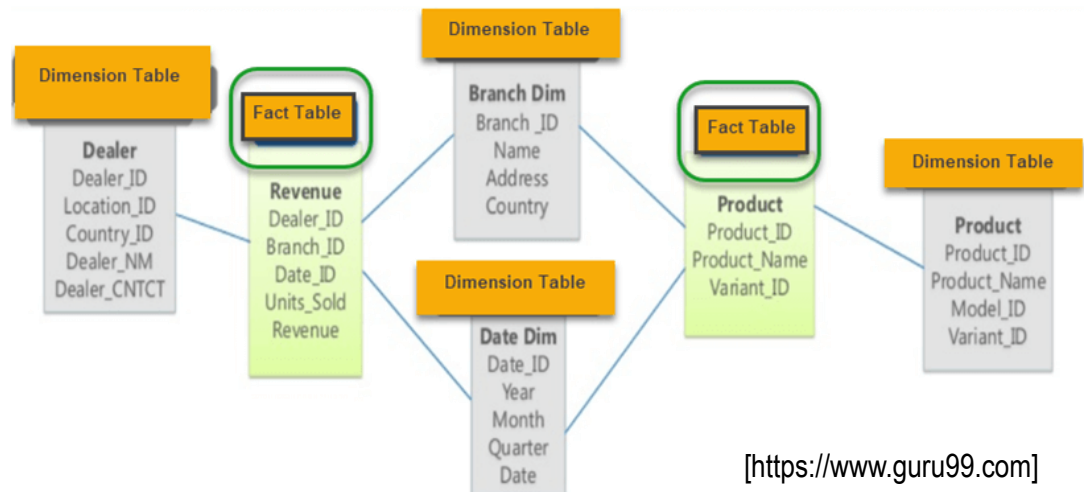 Dimension Table
Dealer
Dealer_ID
Location_ID
Country_ID
Dealer_NM
Dealer_CNTCT
Fact Table
Revenue
Dealer_ID
Branch_ID
Date_ID
Units_Sold
Revenue
Dimension Table
Branch Dim
Branch _ID
Name
Address
Country
Dimension Table
Date Dim
Date_ID
Year
Month
Quarter
Date
Fact Table
Product
Product_ID
Product_Name
Variant_ID
Dimension Table
Product
Product_ID
Product_Name
Model_ID
Variant_ID
[https://www.guru99.com]